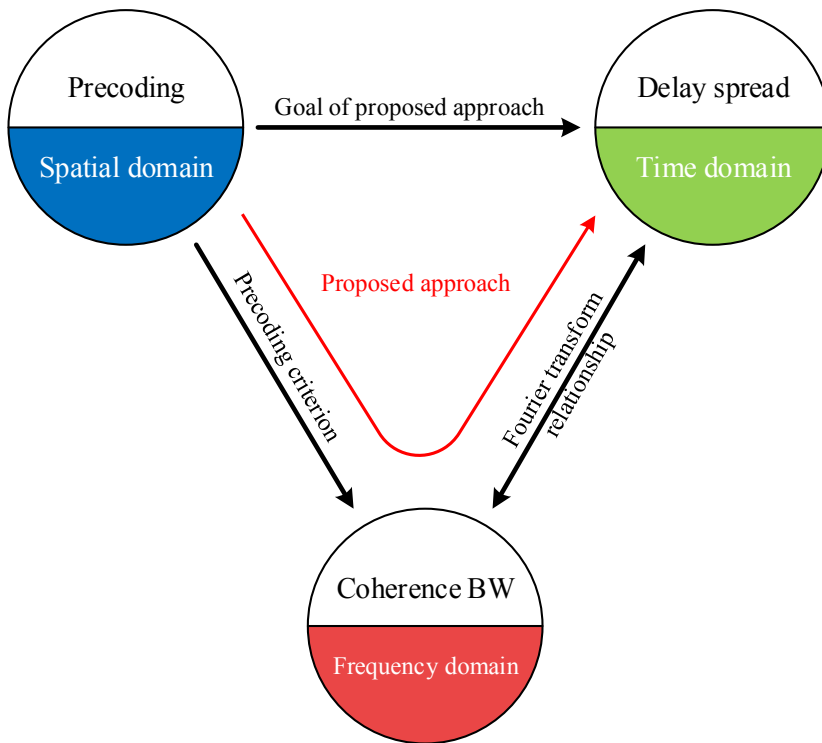 Precoding
Spatial domain
Goal of proposed approach
Delay spread
Time domain
Proposed approach
Precoding criterion
Fourier transform
relationship
Coherence BW
Frequency domain